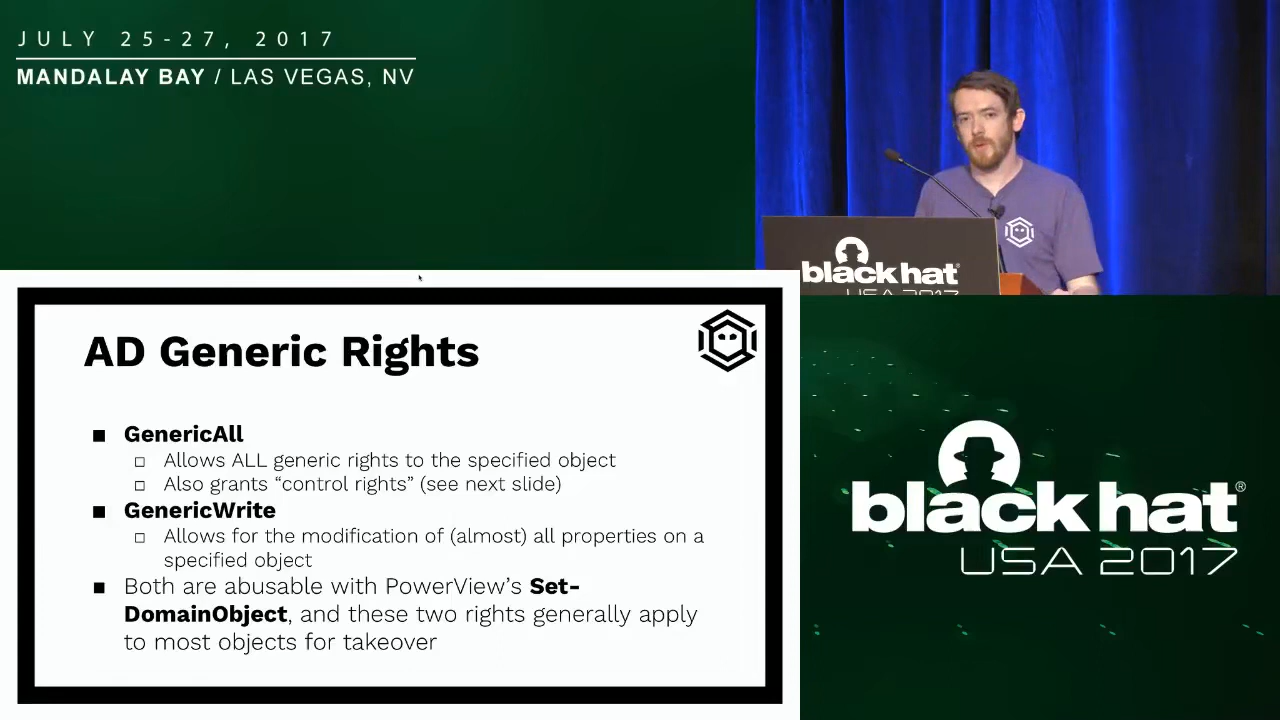 JULY 25-27, 2017
MANDALAY BAY / LAS VEGAS, NV
black hat®
USA 2017
AD Generic Rights
■ GenericAll
□ Allows ALL generic rights to the specified object
□ Also grants “control rights” (see next slide)
■ GenericWrite
□ Allows for the modification of (almost) all properties on a
specified object
■ Both are abusable with PowerView’s Set-
DomainObject, and these two rights generally apply
to most objects for takeover
black hat®
USA 2017